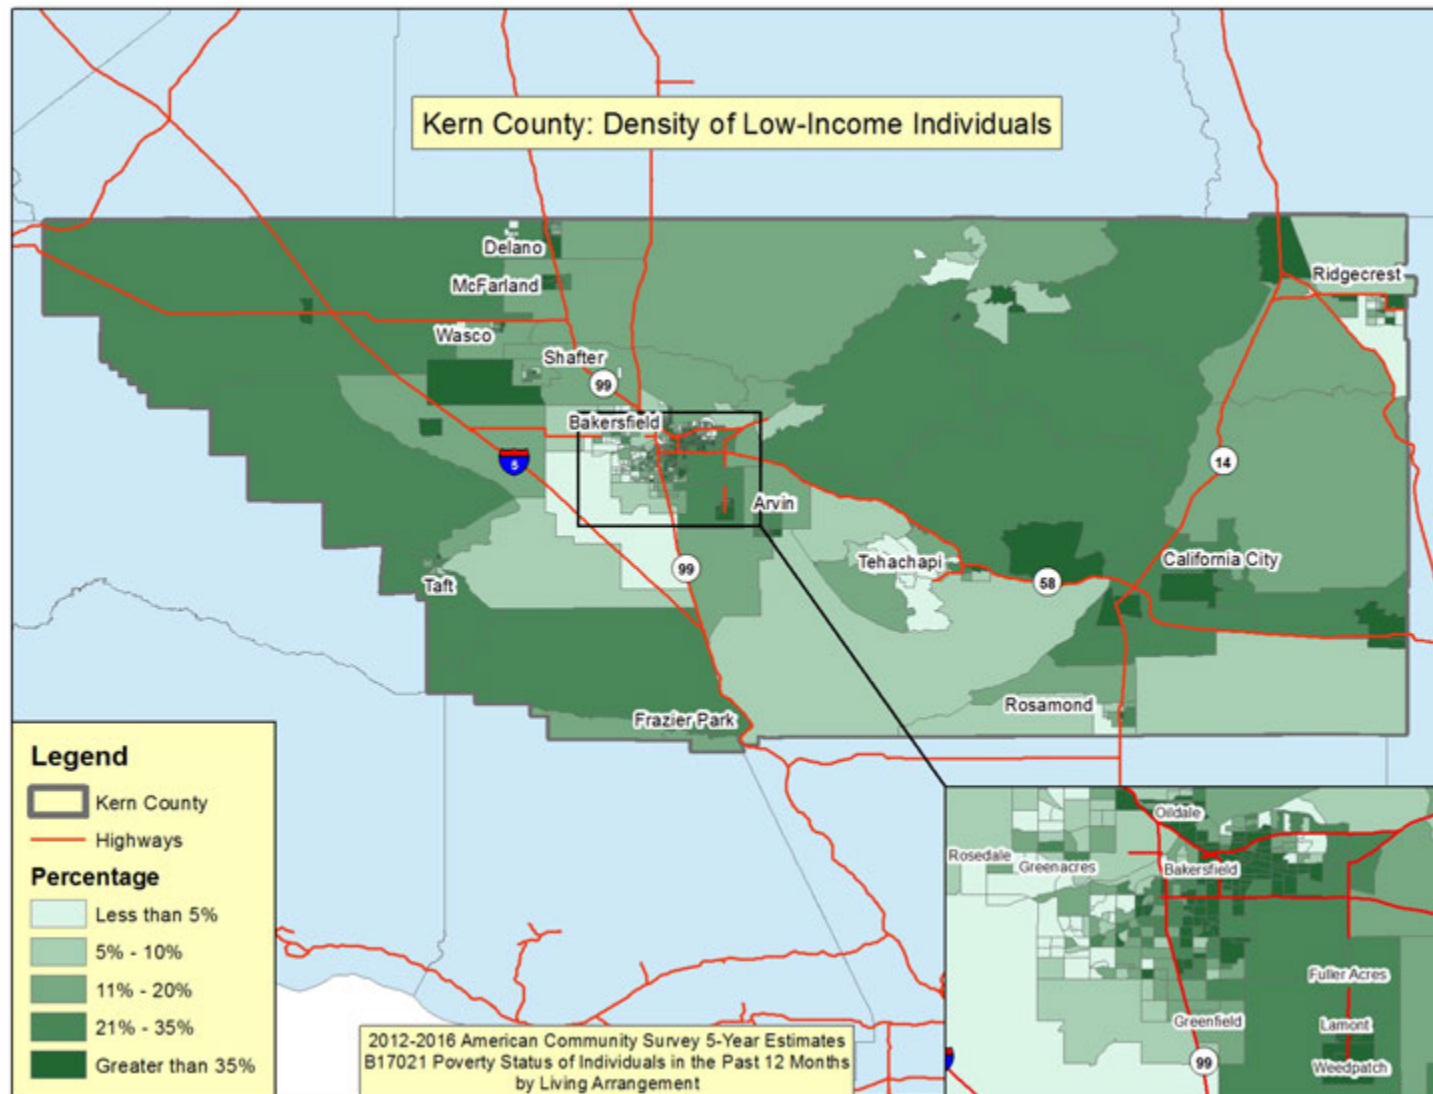 Kern County: Density of Low-Income Individuals
Delano
McFarland
Ridgecrest
Wasco
Shafter
99
Bakersfield
5
14
Arvin
Tehachapi
California City
Taft
99
58
Rosamond
Frazier Park
Legend
Kern County
Highways
Percentage
Less than 5%
5% - 10%
11% - 20%
21% - 35%
Greater than 35%
2012-2016 American Community Survey 5-Year Estimates
B17021 Poverty Status of Individuals in the Past 12 Months
by Living Arrangement
Oildale
Rosedale
Greenacres
Bakersfield
Fuller Acres
Greenfield
Lamont
99
Weedpatch